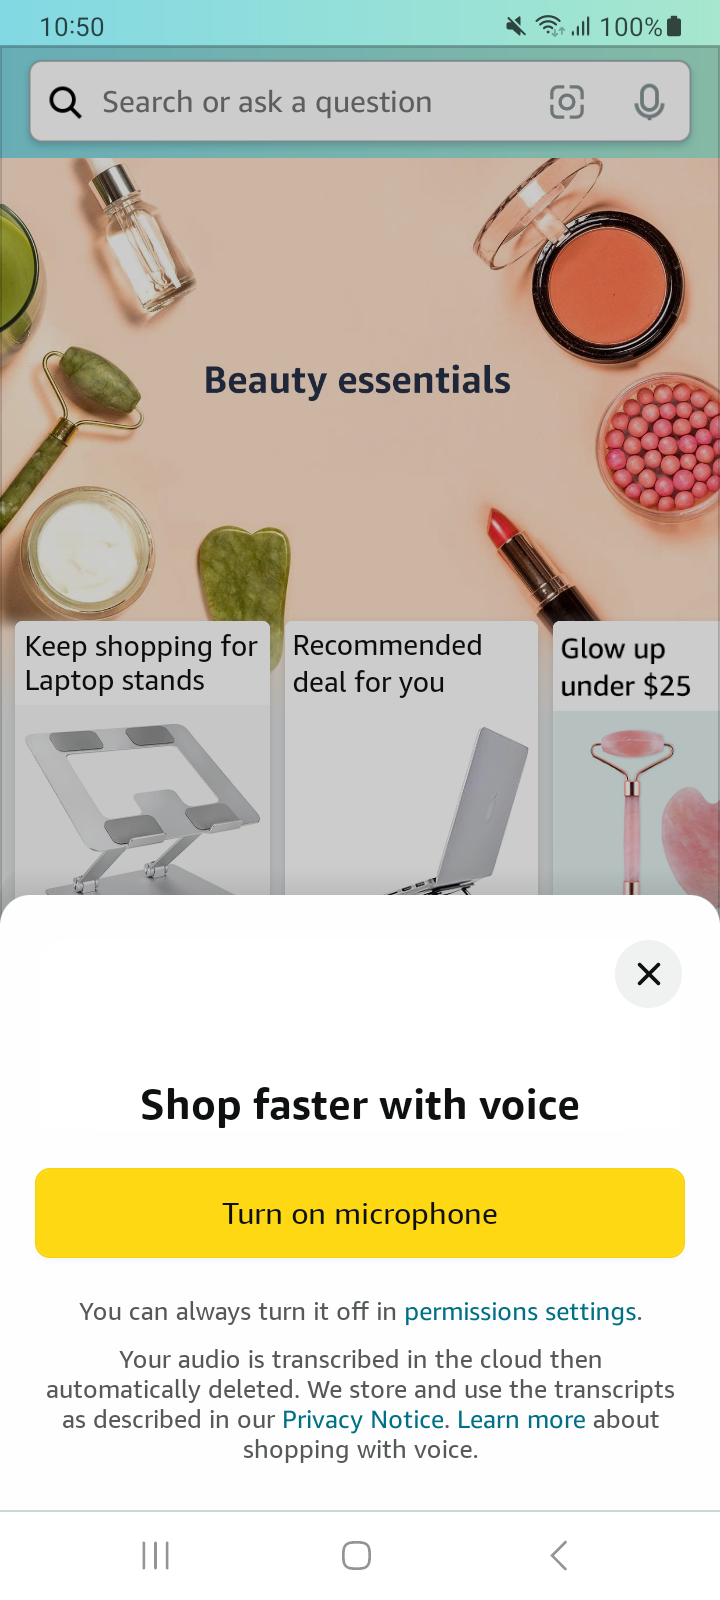 10:50
100%
Search or ask a question
Beauty essentials
Keep shopping for
Laptop stands
Recommended
deal for you
Glow up
under $25
Shop faster with voice
Turn on microphone
You can always turn it off in permissions settings.
Your audio is transcribed in the cloud then
automatically deleted. We store and use the transcripts
as described in our Privacy Notice. Learn more about
shopping with voice.